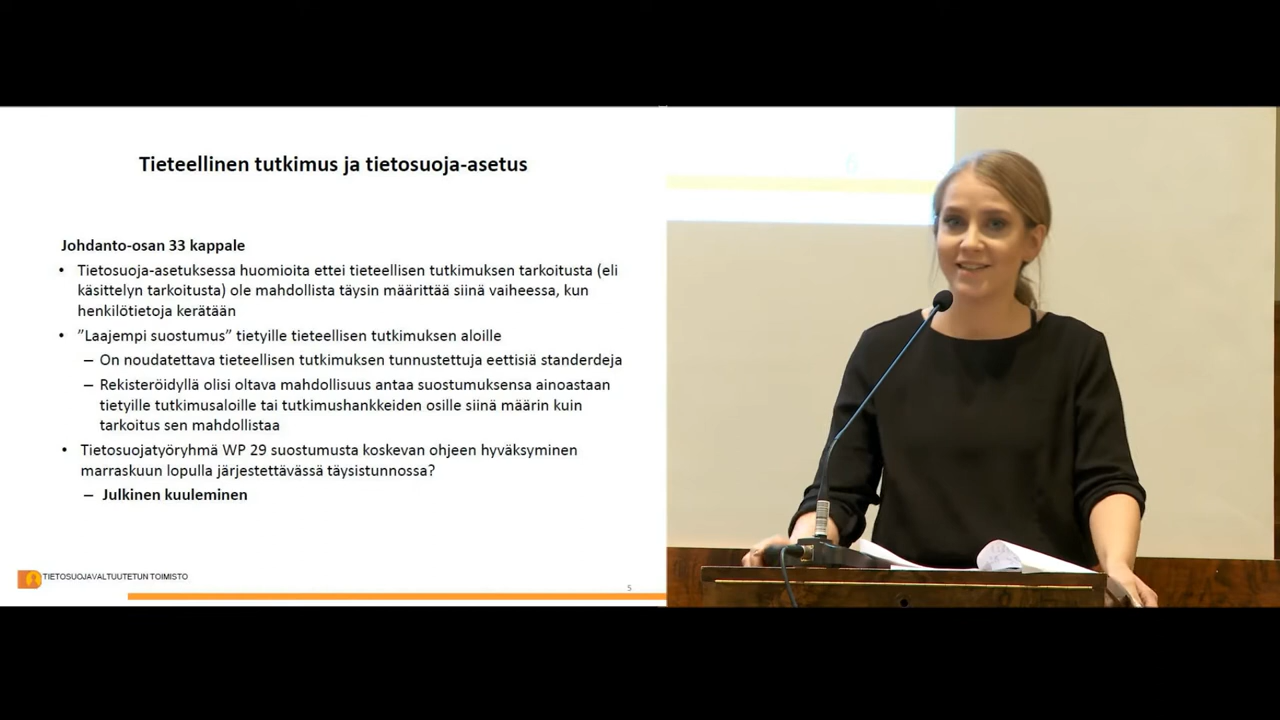 Tieteellinen tutkimus ja tietosuoja-asetus
Johdanto-osan 33 kappale
• Tietosuoja-asetuksessa huomioita ettei tieteellisen tutkimuksen tarkoitusta (eli
käsittelyn tarkoitusta) ole mahdollista täysin määrittää siinä vaiheessa, kun
henkilötietoja kerätään
• ”Laajempi suostumus” tietyille tieteellisen tutkimuksen aloille
– On noudatettava tieteellisen tutkimuksen tunnustettuja eettisiä standerdeja
– Rekisteröidyllä olisi oltava mahdollisuus antaa suostumuksensa ainoastaan
tietyille tutkimusaloille tai tutkimushankkeiden osille siinä määrin kuin
tarkoitus sen mahdollistaa
• Tietosuojatyöryhmä WP 29 suostumusta koskevan ohjeen hyväksyminen
marraskuun lopulla järjestettävässä täysistunnossa?
– Julkinen kuuleminen
TIETOSUOJAVALTUUTETUN TOIMISTO
5